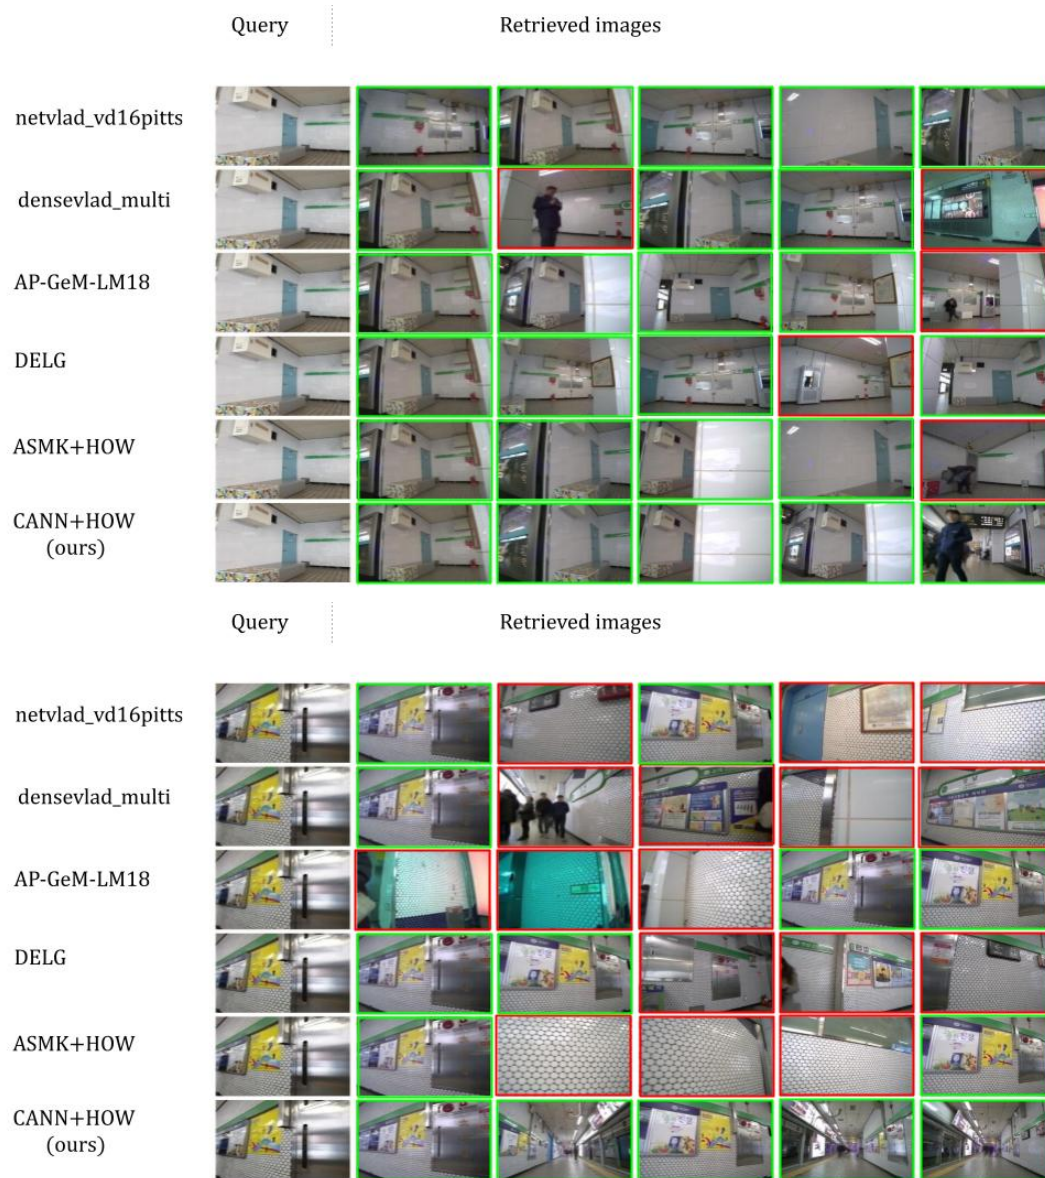 Query Retrieved images
netvlad_vd16pitts
densevlad_multi
AP-GeM-LM18
DELG
ASMK+HOW
CANN+HOW
(ours)
Query Retrieved images
netvlad_vd16pitts
densevlad_multi
AP-GeM-LM18
DELG
ASMK+HOW
CANN+HOW
(ours)